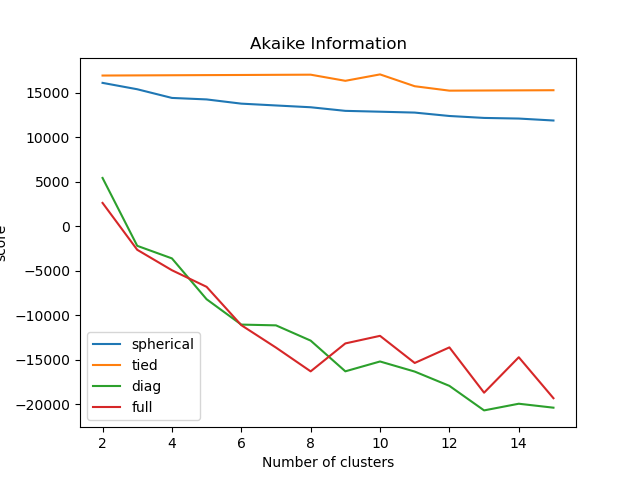 Akaike Information
score
15000
10000
5000
0
−5000
−10000
−15000
−20000
spherical
tied
diag
full
2 4 6 8 10 12 14
Number of clusters